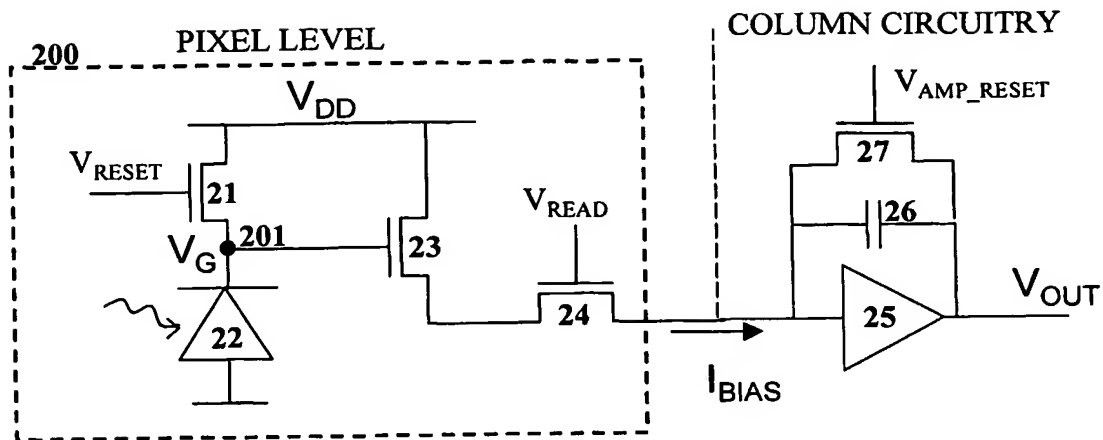 COLUMN CIRCUITRY
PIXEL LEVEL
200
V_DD
V_AMP_RESET
V_RESET
21
27
V_READ
26
201
V_G
23
V_OUT
24
25
22
I_BIAS